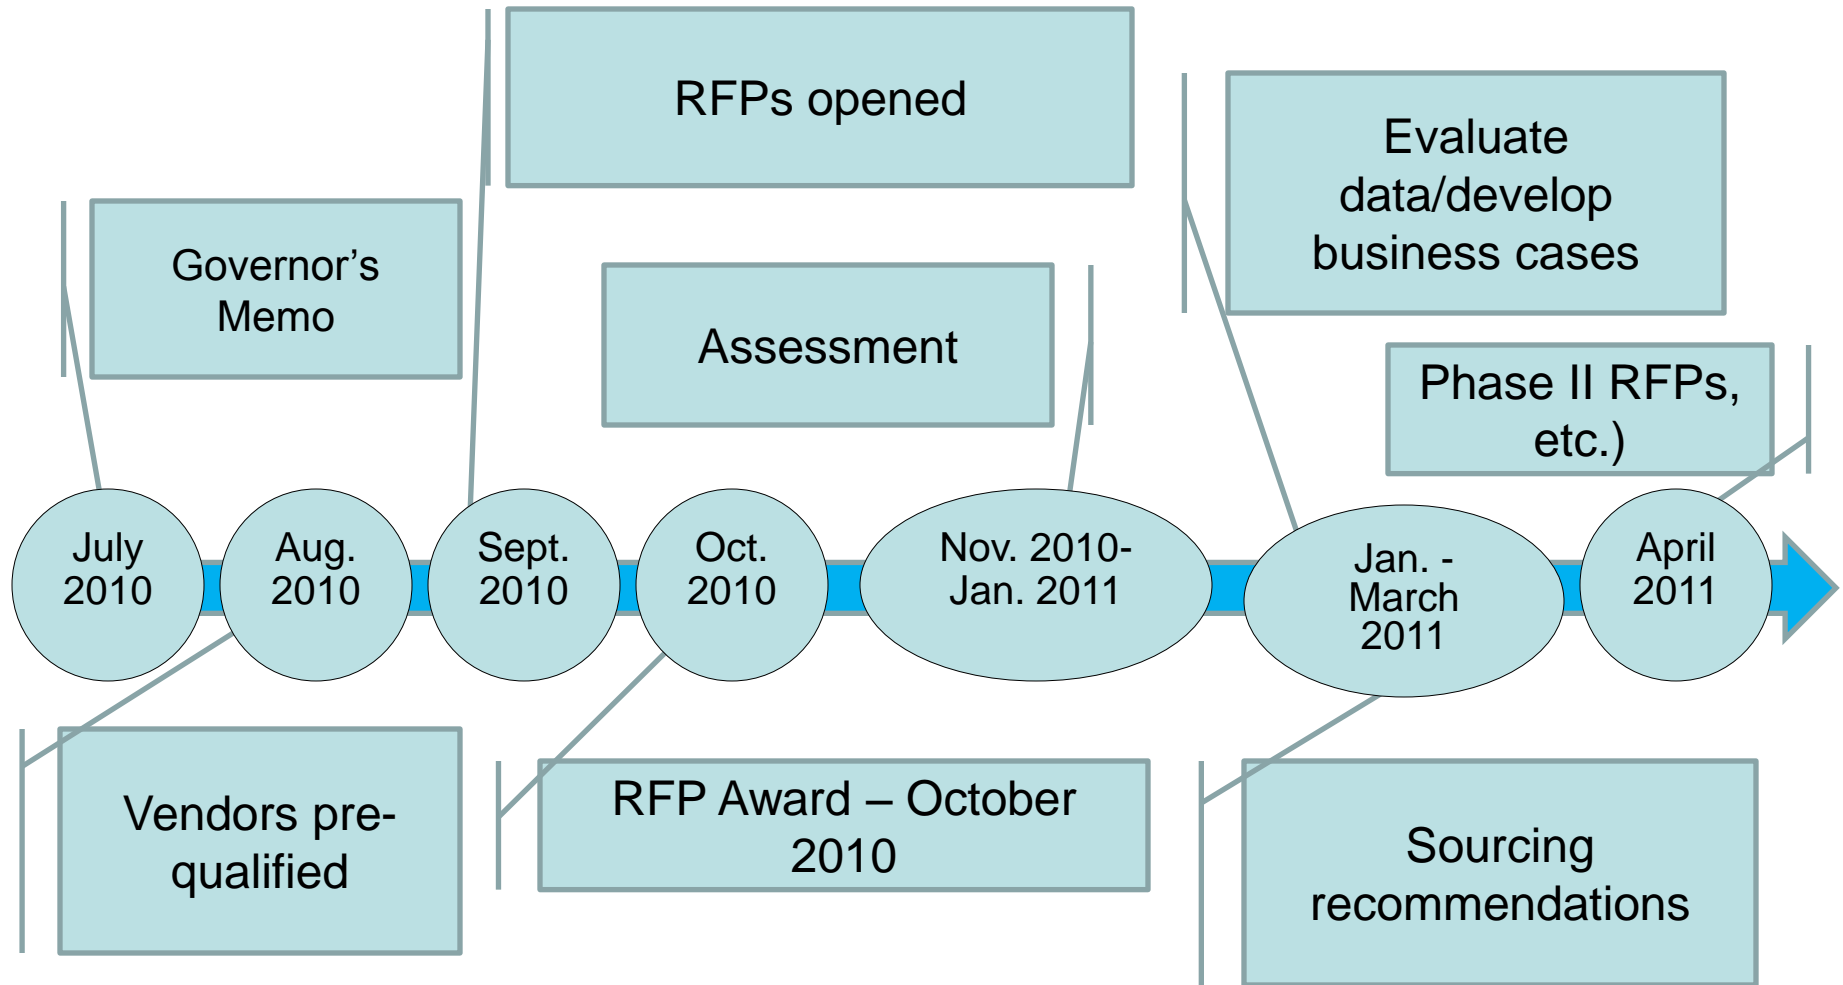 RFPs opened
Evaluate
data/develop
business cases
Governor’s
Memo
Assessment
Phase II RFPs,
etc.)
July
2010
Aug.
2010
Sept.
2010
Oct.
2010
Nov. 2010-
Jan. 2011
Jan. -
March
2011
April
2011
Vendors pre-
qualified
RFP Award – October
2010
Sourcing
recommendations